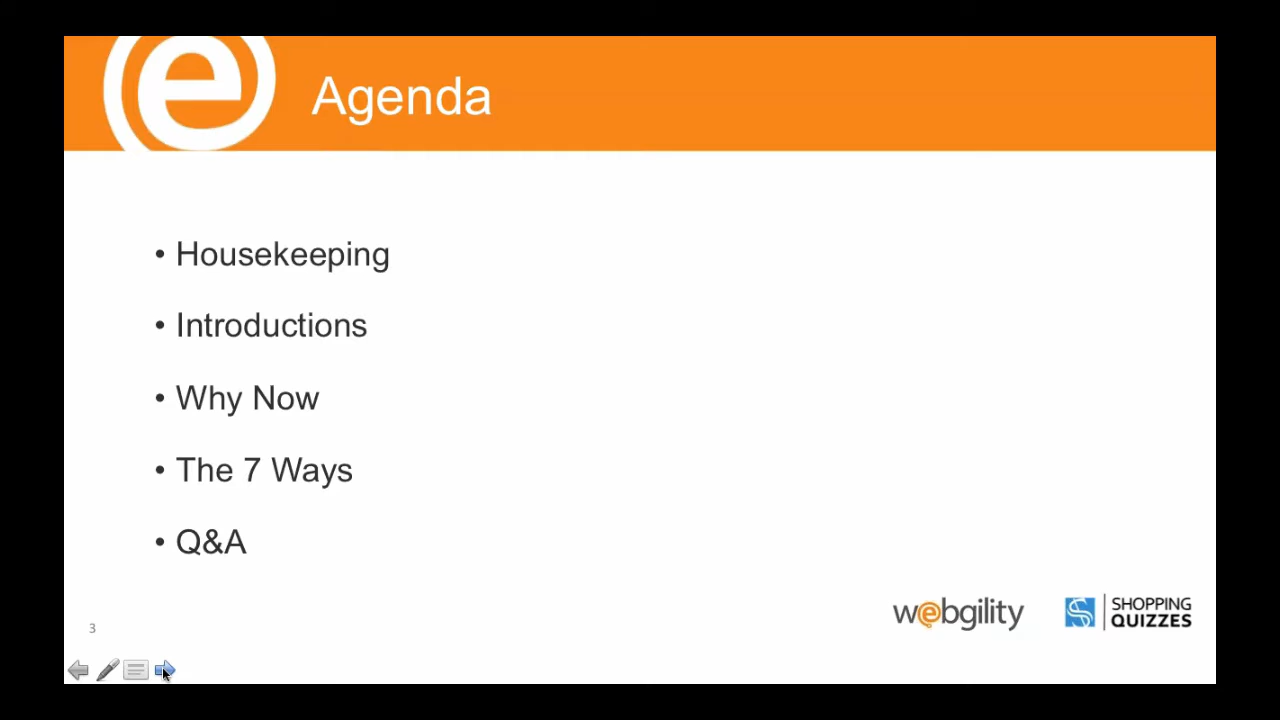 e
Agenda
• Housekeeping
• Introductions
• Why Now
• The 7 Ways
• Q&A
3
webgility
S
SHOPPING
QUIZZES